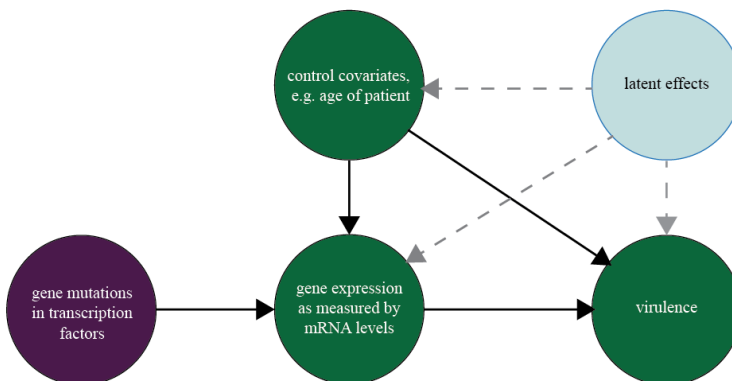 control covariates,
e.g. age of patient
latent effects
gene mutations
in transcription
factors
gene expression
as measured by
mRNA levels
virulence